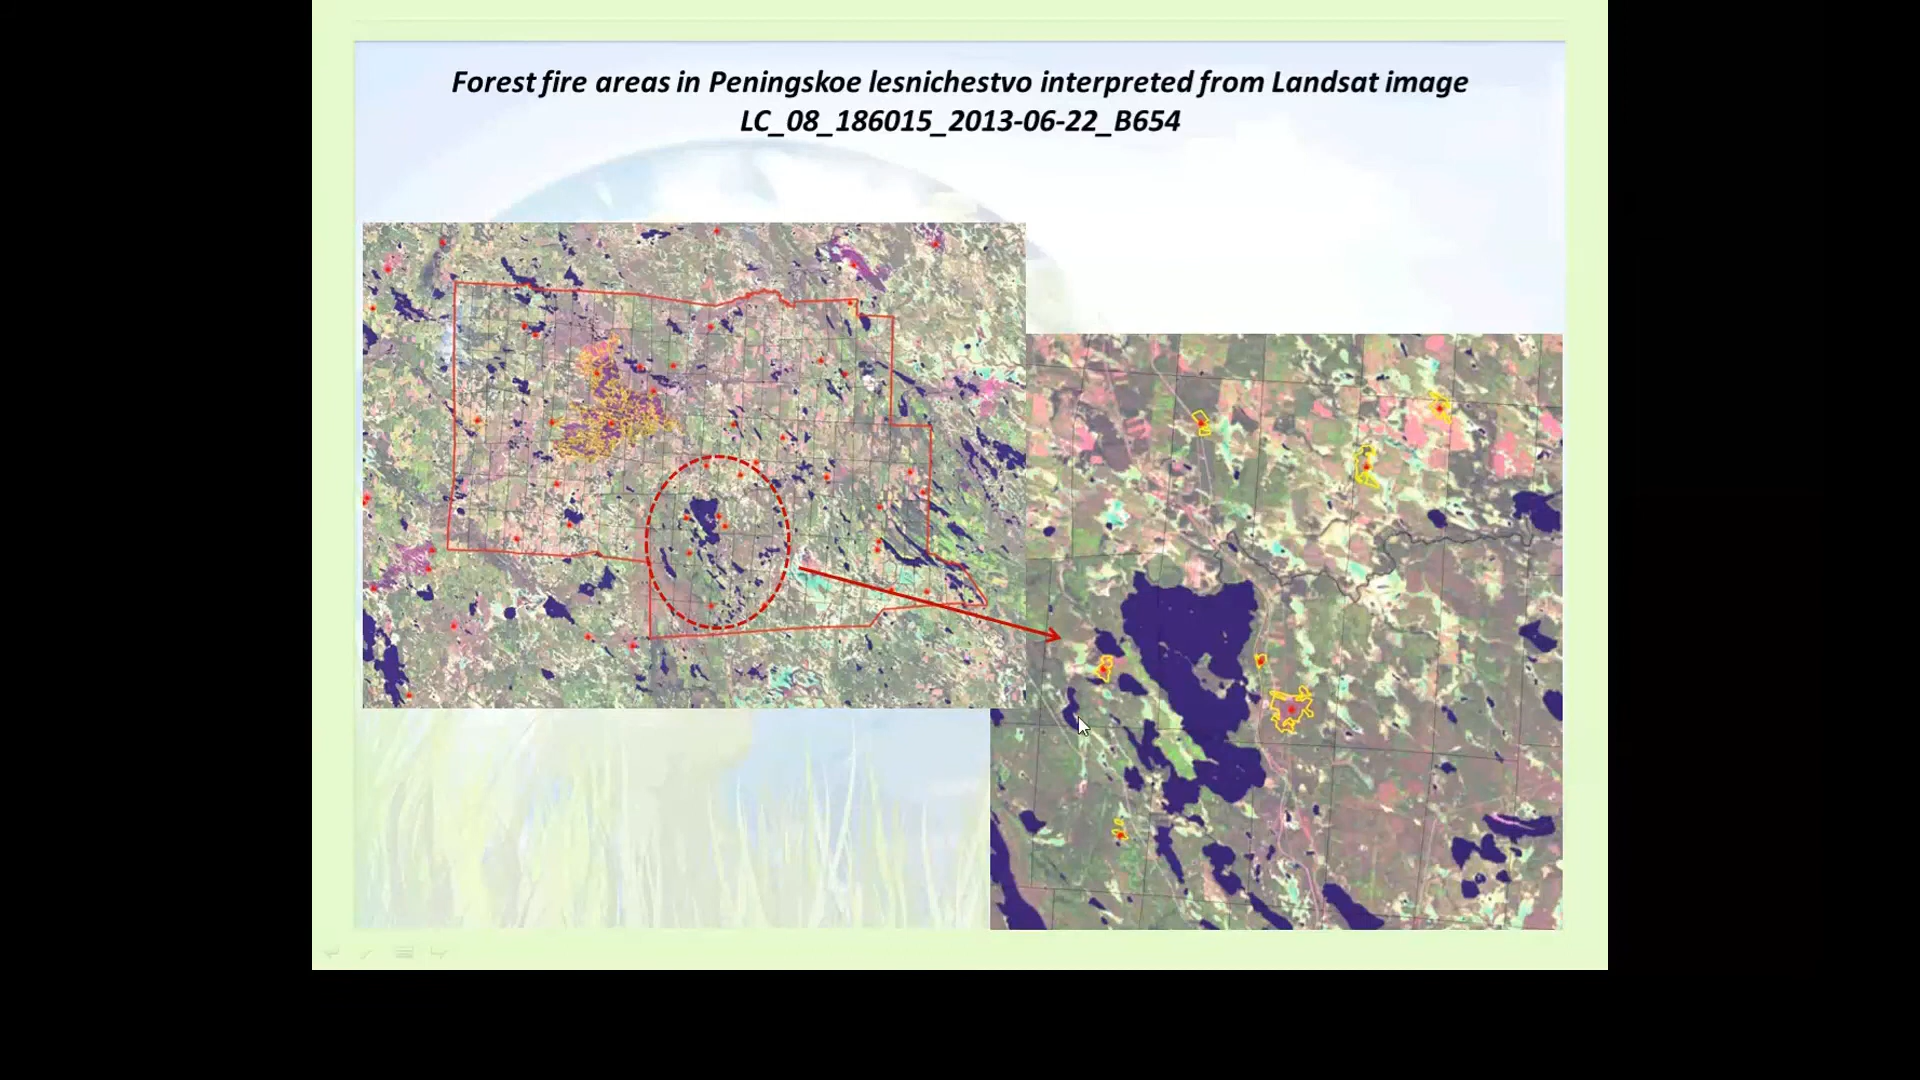 Forest fire areas in Peningskoe lesnichestvo interpreted from Landsat image
LC_08_186015_2013-06-22_B654